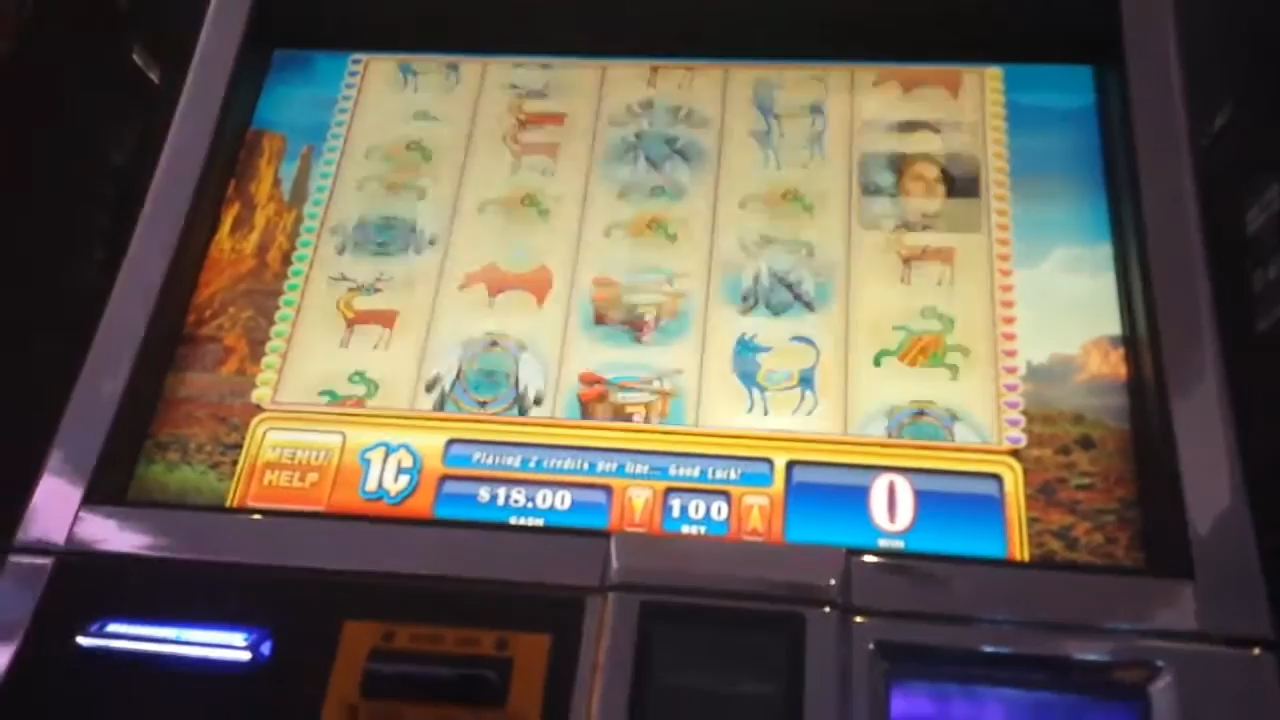 MENU/
HELP
1¢
Playing 2 credits per line... Good Luck!
$18.00
CASH
100
BET
0
WIN